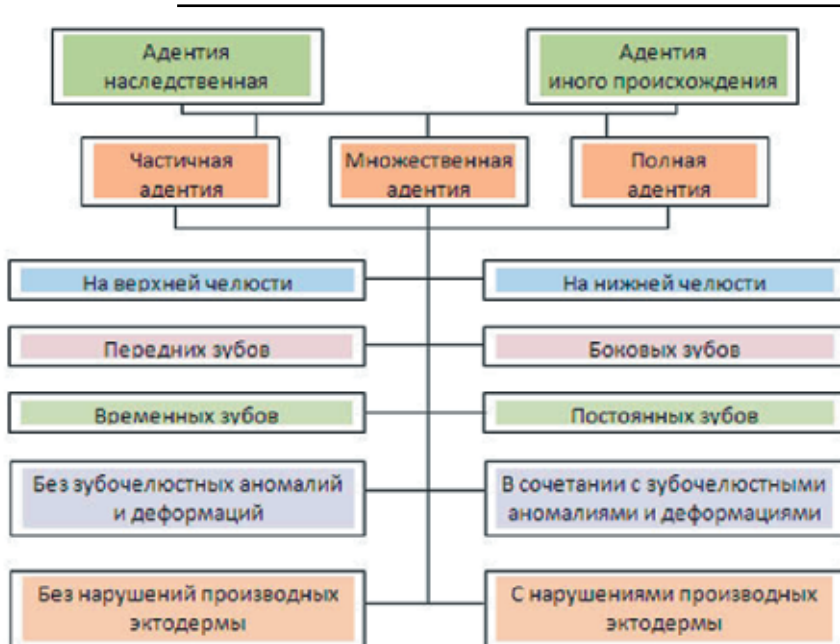 Адентия
наследственная
Адентия
иного происхождения
Частичная
адентия
Множественная
адентия
Полная
адентия
На верхней челюсти
На нижней челюсти
Передних зубов
Боковых зубов
Временных зубов
Постоянных зубов
Без зубочелюстных аномалий
и деформаций
В сочетании с зубочелюстными
аномалиями и деформациями
Без нарушений производных
эктодермы
С нарушениями производных
эктодермы